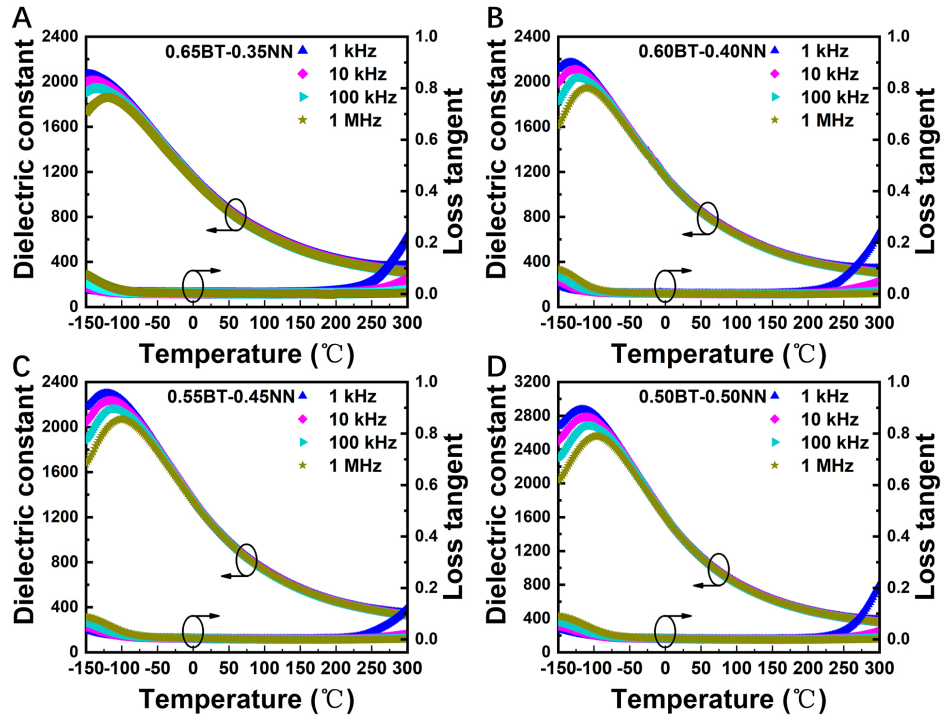 A
0.65BT-0.35NN
1 kHz
10 kHz
100 kHz
1 MHz
Dielectric constant
2400
2000
1600
1200
800
400
0
Loss tangent
1.0
0.8
0.6
0.4
0.2
0.0
-150 -100 -50 0 50 100 150 200 250 300
Temperature (℃)
B
0.60BT-0.40NN
1 kHz
10 kHz
100 kHz
1 MHz
Dielectric constant
2400
2000
1600
1200
800
400
0
Loss tangent
1.0
0.8
0.6
0.4
0.2
0.0
-150 -100 -50 0 50 100 150 200 250 300
Temperature (℃)
C
0.55BT-0.45NN
1 kHz
10 kHz
100 kHz
1 MHz
Dielectric constant
2400
2000
1600
1200
800
400
0
Loss tangent
1.0
0.8
0.6
0.4
0.2
0.0
-150 -100 -50 0 50 100 150 200 250 300
Temperature (℃)
D
0.50BT-0.50NN
1 kHz
10 kHz
100 kHz
1 MHz
Dielectric constant
3200
2800
2400
2000
1600
1200
800
400
0
Loss tangent
1.0
0.8
0.6
0.4
0.2
0.0
-150 -100 -50 0 50 100 150 200 250 300
Temperature (℃)